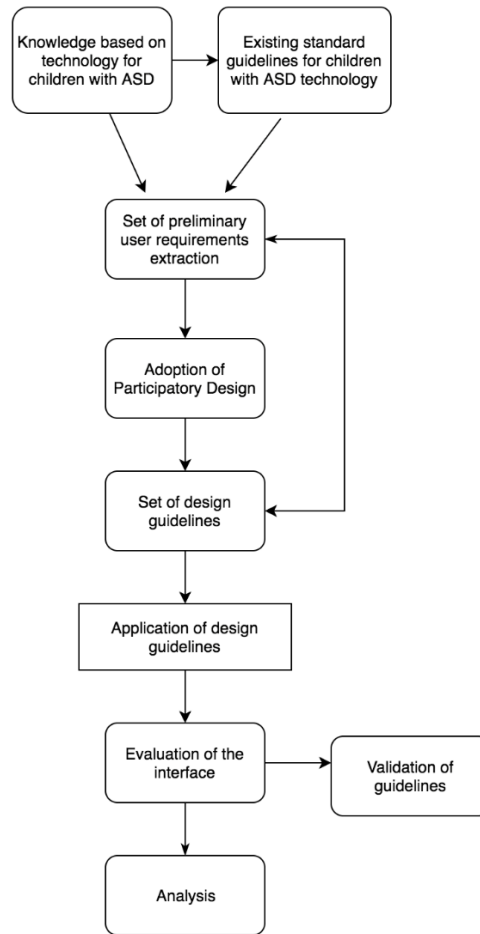 Knowledge based on
technology for
children with ASD
Existing standard
guidelines for children
with ASD technology
Set of preliminary
user requirements
extraction
Adoption of
Participatory Design
Set of design
guidelines
Application of design
guidelines
Evaluation of the
interface
Validation of
guidelines
Analysis